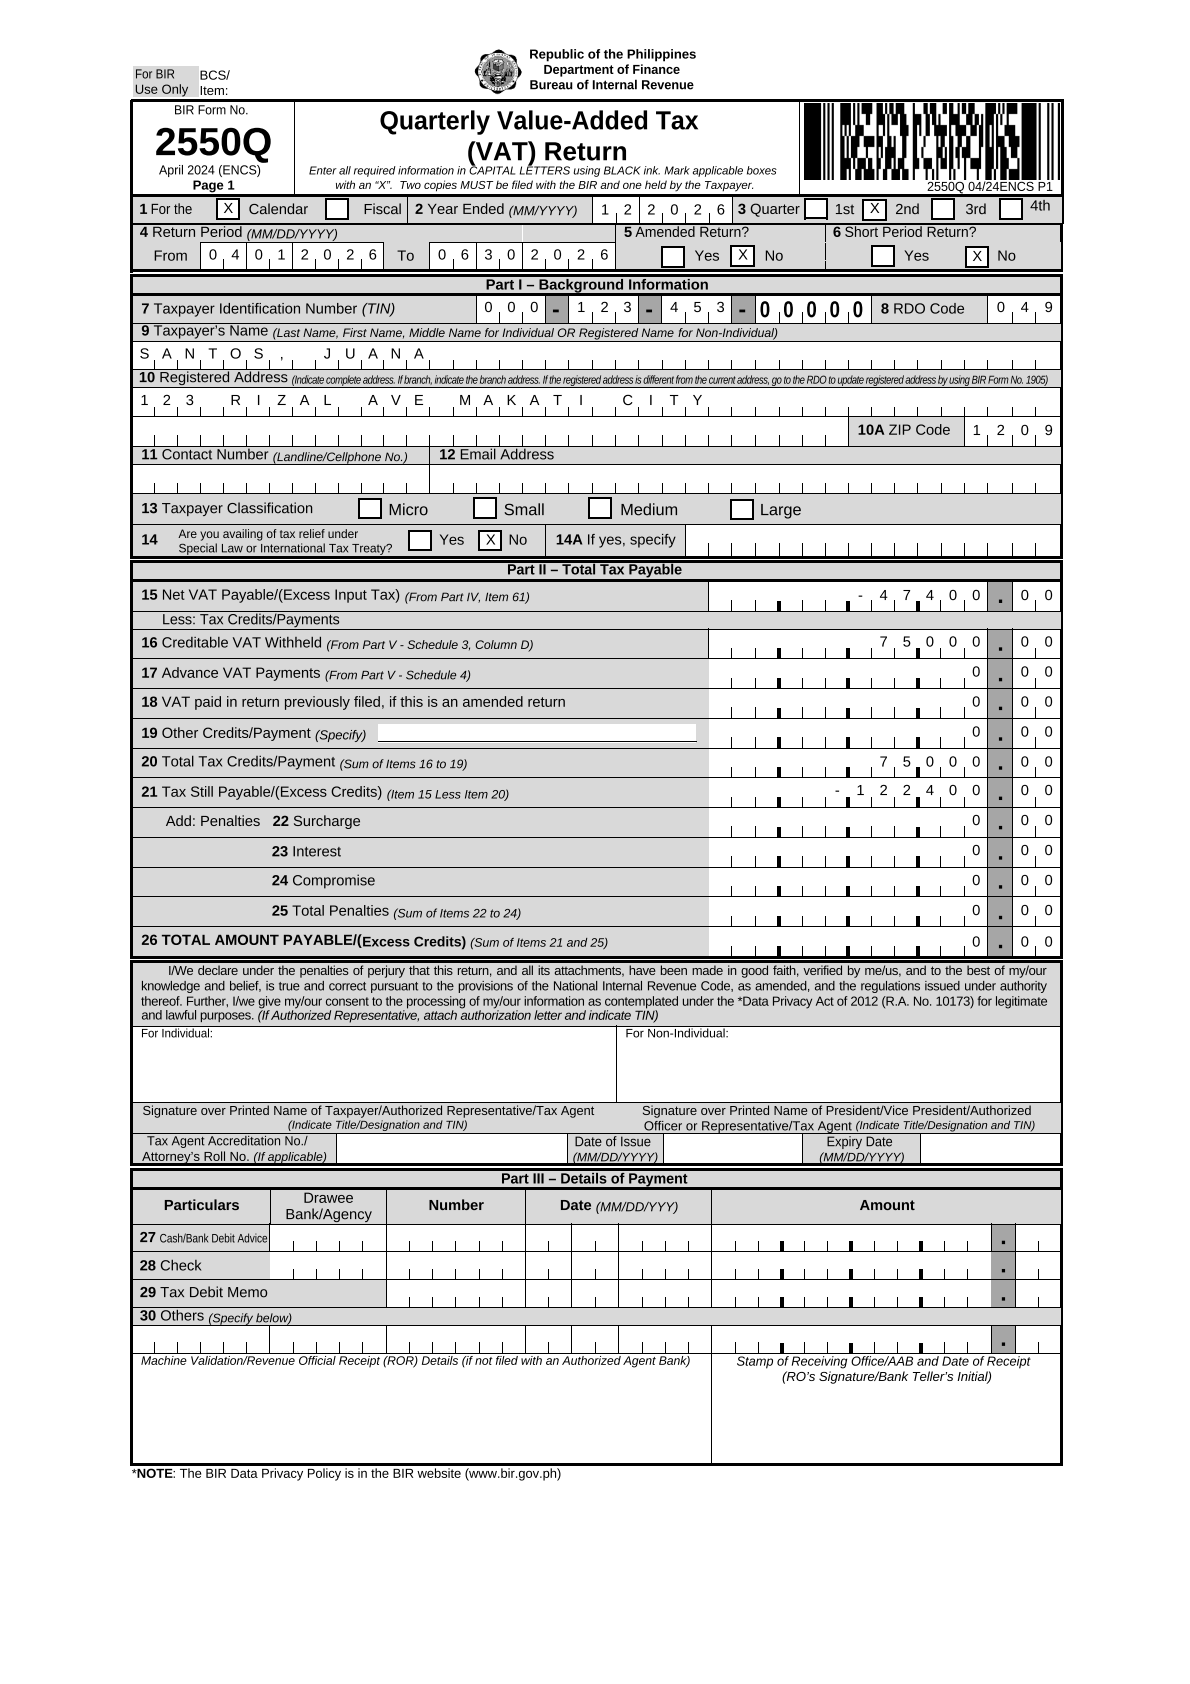 Republic of the Philippines
Department of Finance
Bureau of Internal Revenue
For BIR BCS/
Use Only Item:
BIR Form No.
2550Q
April 2024 (ENCS)
Page 1
Quarterly Value-Added Tax
(VAT) Return
Enter all required information in CAPITAL LETTERS using BLACK ink. Mark applicable boxes
with an “X”. Two copies MUST be filed with the BIR and one held by the Taxpayer.
2550Q 04/24ENCS P1
1 For the X Calendar Fiscal 2 Year Ended (MM/YYYY) 1 2 2 0 2 6 3 Quarter 1st X 2nd 3rd 4th
4 Return Period (MM/DD/YYYY) 5 Amended Return? 6 Short Period Return?
From 0 4 0 1 2 0 2 6 To 0 6 3 0 2 0 2 6 Yes X No Yes X No
Part I – Background Information
7 Taxpayer Identification Number (TIN) 0 0 0 - 1 2 3 - 4 5 3 - 0 0 0 0 0 8 RDO Code 0 4 9
9 Taxpayer’s Name (Last Name, First Name, Middle Name for Individual OR Registered Name for Non-Individual)
S A N T O S , J U A N A
10 Registered Address (Indicate complete address. If branch, indicate the branch address. If the registered address is different from the current address, go to the RDO to update registered address by using BIR Form No. 1905)
1 2 3 R I Z A L A V E M A K A T I C I T Y
10A ZIP Code 1 2 0 9
11 Contact Number (Landline/Cellphone No.) 12 Email Address
13 Taxpayer Classification Micro Small Medium Large
14 Are you availing of tax relief under
Special Law or International Tax Treaty? Yes X No 14A If yes, specify
Part II – Total Tax Payable
15 Net VAT Payable/(Excess Input Tax) (From Part IV, Item 61) - 4 7 4 0 0 . 0 0
Less: Tax Credits/Payments
16 Creditable VAT Withheld (From Part V - Schedule 3, Column D) 7 5 0 0 0 . 0 0
17 Advance VAT Payments (From Part V - Schedule 4) 0 . 0 0
18 VAT paid in return previously filed, if this is an amended return 0 . 0 0
19 Other Credits/Payment (Specify) 0 . 0 0
20 Total Tax Credits/Payment (Sum of Items 16 to 19) 7 5 0 0 0 . 0 0
21 Tax Still Payable/(Excess Credits) (Item 15 Less Item 20) - 1 2 2 4 0 0 . 0 0
Add: Penalties 22 Surcharge 0 . 0 0
23 Interest 0 . 0 0
24 Compromise 0 . 0 0
25 Total Penalties (Sum of Items 22 to 24) 0 . 0 0
26 TOTAL AMOUNT PAYABLE/(Excess Credits) (Sum of Items 21 and 25) 0 . 0 0
I/We declare under the penalties of perjury that this return, and all its attachments, have been made in good faith, verified by me/us, and to the best of my/our
knowledge and belief, is true and correct pursuant to the provisions of the National Internal Revenue Code, as amended, and the regulations issued under authority
thereof. Further, I/we give my/our consent to the processing of my/our information as contemplated under the *Data Privacy Act of 2012 (R.A. No. 10173) for legitimate
and lawful purposes. (If Authorized Representative, attach authorization letter and indicate TIN)
For Individual: For Non-Individual:
Signature over Printed Name of Taxpayer/Authorized Representative/Tax Agent
(Indicate Title/Designation and TIN)
Signature over Printed Name of President/Vice President/Authorized
Officer or Representative/Tax Agent (Indicate Title/Designation and TIN)
Tax Agent Accreditation No./
Attorney’s Roll No. (If applicable)
Date of Issue
(MM/DD/YYYY)
Expiry Date
(MM/DD/YYYY)
Part III – Details of Payment
Particulars Drawee Bank/Agency Number Date (MM/DD/YYY) Amount
27 Cash/Bank Debit Advice .
28 Check .
29 Tax Debit Memo .
30 Others (Specify below)
.
Machine Validation/Revenue Official Receipt (ROR) Details (if not filed with an Authorized Agent Bank)
Stamp of Receiving Office/AAB and Date of Receipt
(RO’s Signature/Bank Teller’s Initial)
*NOTE: The BIR Data Privacy Policy is in the BIR website (www.bir.gov.ph)